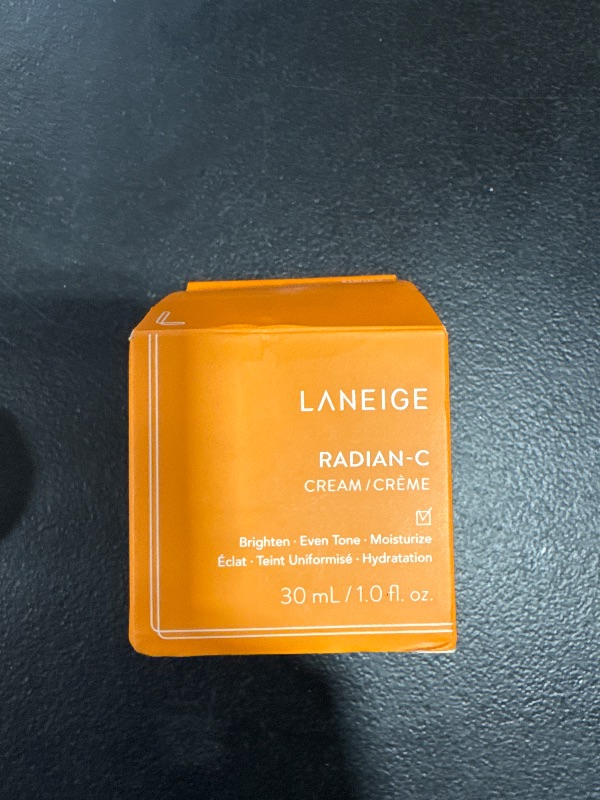 LANEIGE
RADIAN-C
CREAM / CRÈME
Brighten · Even Tone · Moisturize
Éclat · Teint Uniformisé · Hydratation
30 mL / 1.0 fl. oz.